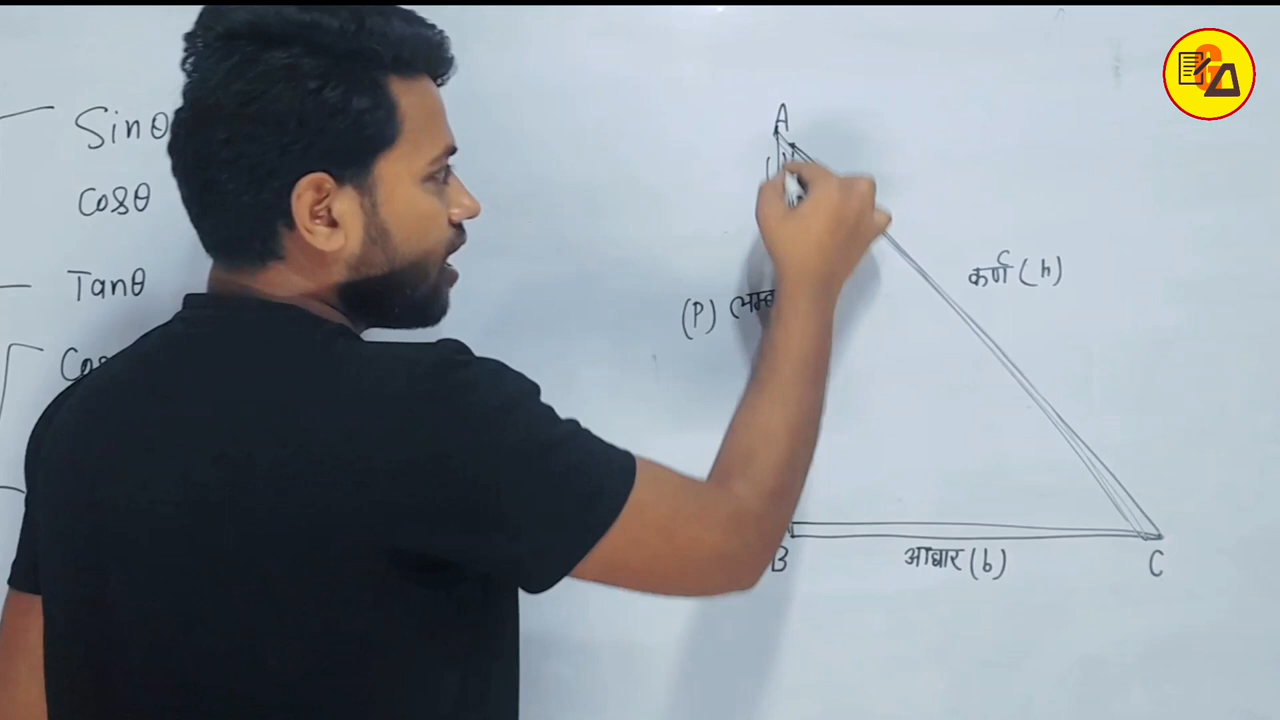 Sinθ
Cosθ
Tanθ
A
कर्ण (h)
(P)
B
आधार (b)
C